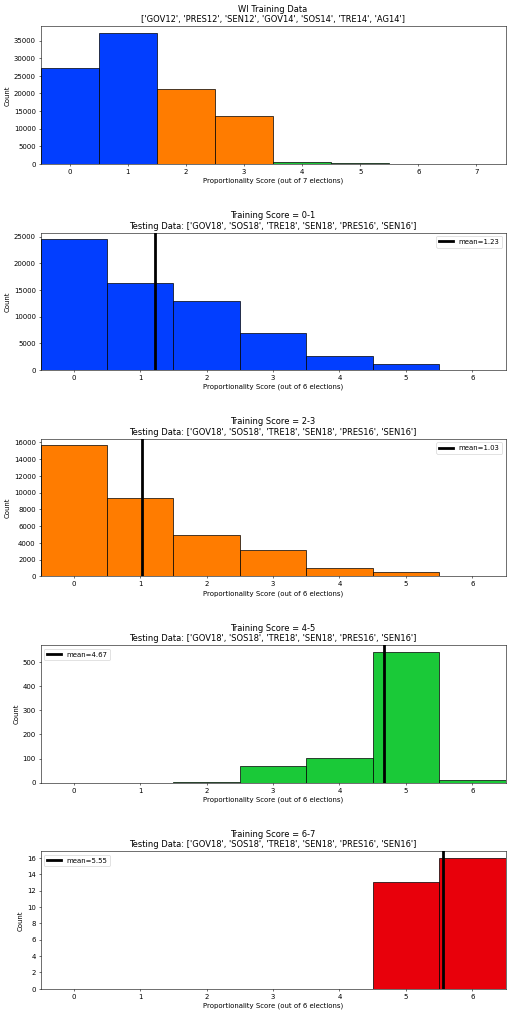 WI Training Data
['GOV12', 'PRES12', 'SEN12', 'GOV14', 'SOS14', 'TRE14', 'AG14']
35000
30000
25000
20000
15000
10000
5000
0
Count
0 1 2 3 4 5 6 7
Proportionality Score (out of 7 elections)
Training Score = 0-1
Testing Data: ['GOV18', 'SOS18', 'TRE18', 'SEN18', 'PRES16', 'SEN16']
mean=1.23
25000
20000
15000
10000
5000
0
Count
0 1 2 3 4 5 6
Proportionality Score (out of 6 elections)
Training Score = 2-3
Testing Data: ['GOV18', 'SOS18', 'TRE18', 'SEN18', 'PRES16', 'SEN16']
mean=1.03
16000
14000
12000
10000
8000
6000
4000
2000
0
Count
0 1 2 3 4 5 6
Proportionality Score (out of 6 elections)
Training Score = 4-5
Testing Data: ['GOV18', 'SOS18', 'TRE18', 'SEN18', 'PRES16', 'SEN16']
mean=4.67
500
400
300
200
100
0
Count
0 1 2 3 4 5 6
Proportionality Score (out of 6 elections)
Training Score = 6-7
Testing Data: ['GOV18', 'SOS18', 'TRE18', 'SEN18', 'PRES16', 'SEN16']
mean=5.55
16
14
12
10
8
6
4
2
0
Count
0 1 2 3 4 5 6
Proportionality Score (out of 6 elections)